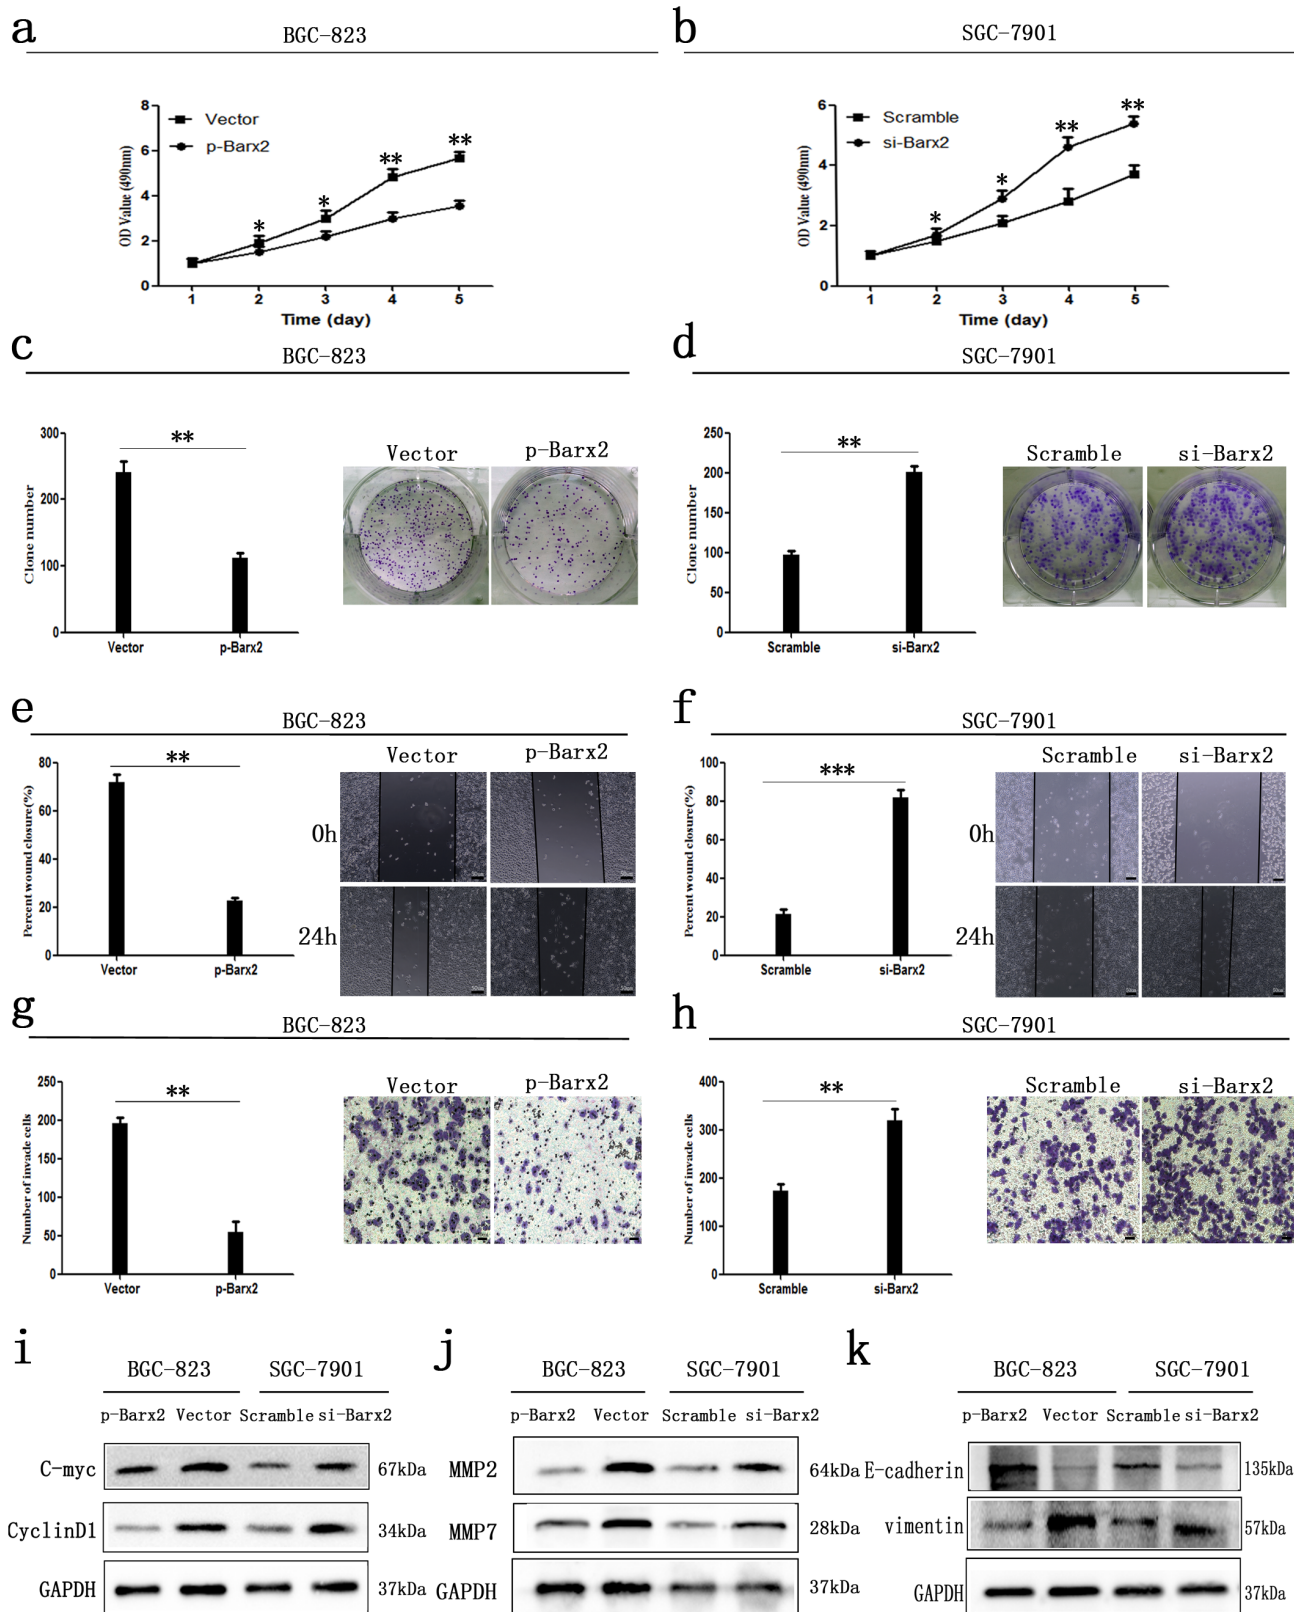 a
BGC-823
8
6
4
2
0
OD Value (490nm)
Vector
p-Barx2
*
*
**
**
1 2 3 4 5
Time (day)
b
SGC-7901
6
4
2
0
OD Value (490nm)
Scramble
si-Barx2
*
*
**
**
1 2 3 4 5
Time (day)
c
BGC-823
300
200
100
0
Clone number
**
Vector p-Barx2
Vector p-Barx2
d
SGC-7901
250
200
150
100
50
0
Clone number
**
Scramble si-Barx2
Scramble si-Barx2
e
BGC-823
80
60
40
20
0
Percent wound closure(%)
**
Vector p-Barx2
Vector p-Barx2
0h
24h
f
SGC-7901
100
80
60
40
20
0
Percent wound closure(%)
***
Scramble si-Barx2
Scramble si-Barx2
0h
24h
g
BGC-823
250
200
150
100
50
0
Number of invade cells
**
Vector p-Barx2
Vector p-Barx2
h
SGC-7901
400
300
200
100
0
Number of invade cells
**
Scramble si-Barx2
Scramble si-Barx2
i
BGC-823 SGC-7901
p-Barx2 Vector Scramble si-Barx2
C-myc 67kDa
CyclinD1 34kDa
GAPDH 37kDa
j
BGC-823 SGC-7901
p-Barx2 Vector Scramble si-Barx2
MMP2 64kDa
MMP7 28kDa
GAPDH 37kDa
k
BGC-823 SGC-7901
p-Barx2 Vector Scramble si-Barx2
E-cadherin 135kDa
vimentin 57kDa
GAPDH 37kDa